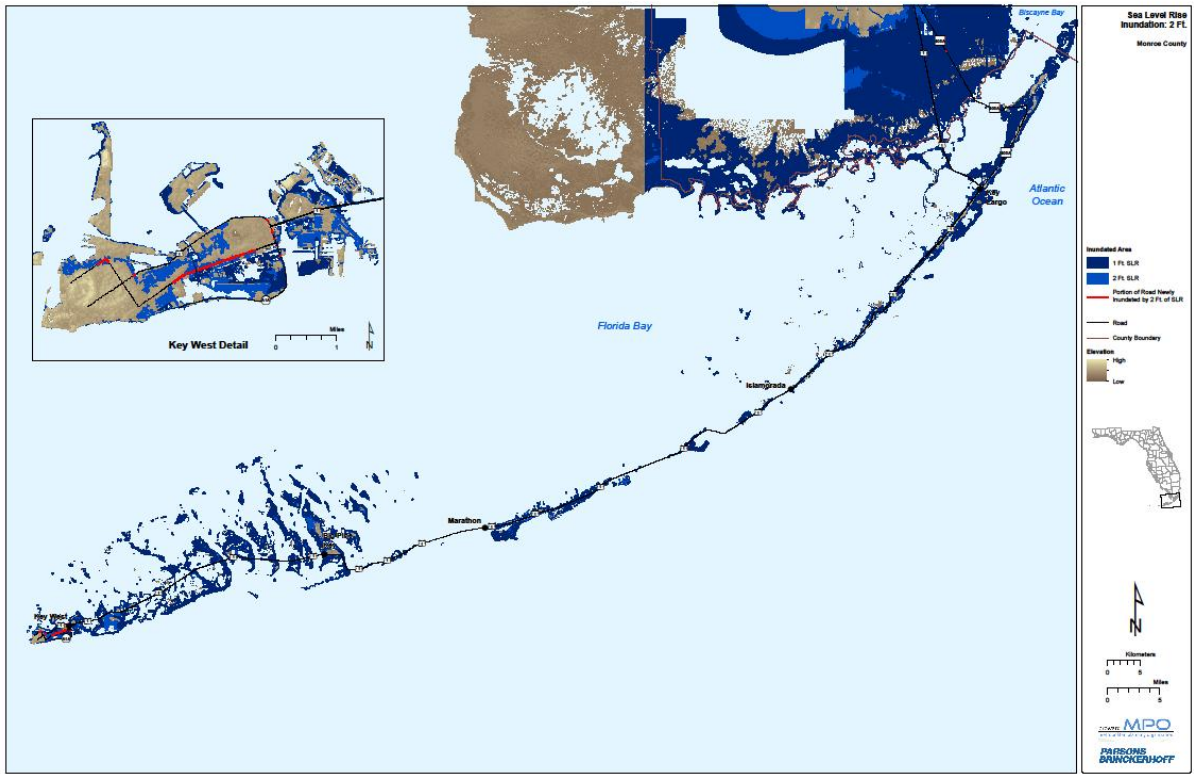 Biscayne Bay
Sea Level Rise
Inundation: 2 Ft.
Monroe County
Atlantic
Ocean
Key
Largo
Florida Bay
Islamorada
Marathon
Key West
Key West Detail
Miles
0 1
N
Inundated Area
1 Ft. SLR
2 Ft. SLR
Portion of Road Newly
Inundated by 2 Ft. of SLR
Road
County Boundary
Elevation
High
Low
N
Kilometers
0 5
Miles
0 5
MPO
PARSONS
BRINCKERHOFF